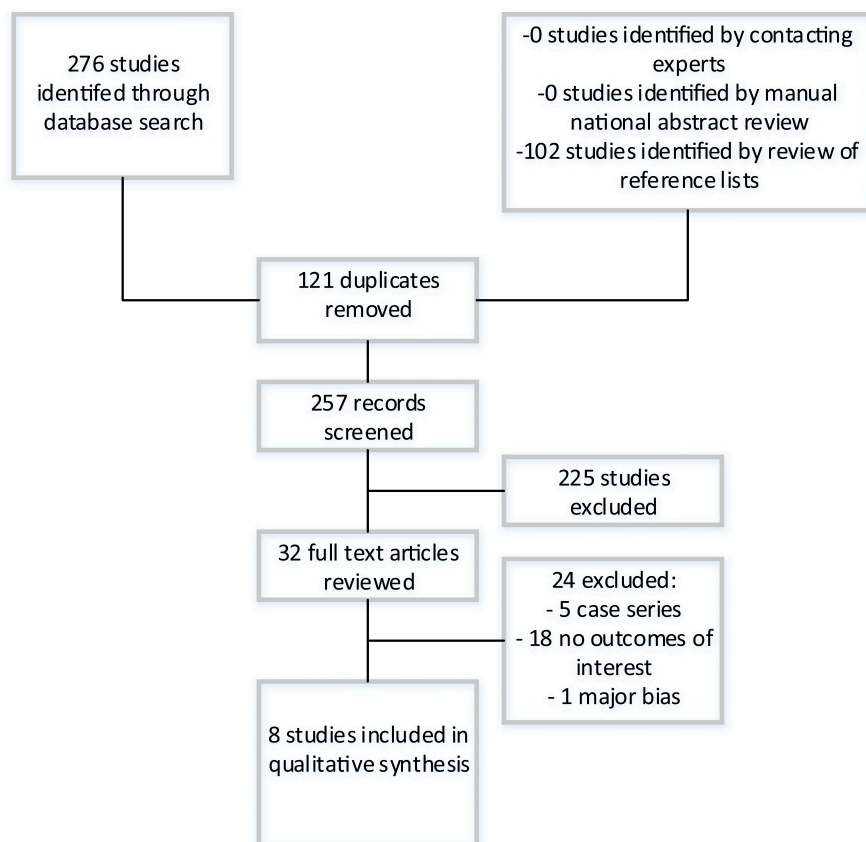 276 studies
identifed through
database search
-0 studies identified by contacting
experts
-0 studies identified by manual
national abstract review
-102 studies identified by review of
reference lists
121 duplicates
removed
257 records
screened
225 studies
excluded
32 full text articles
reviewed
24 excluded:
- 5 case series
- 18 no outcomes of
interest
- 1 major bias
8 studies included in
qualitative synthesis